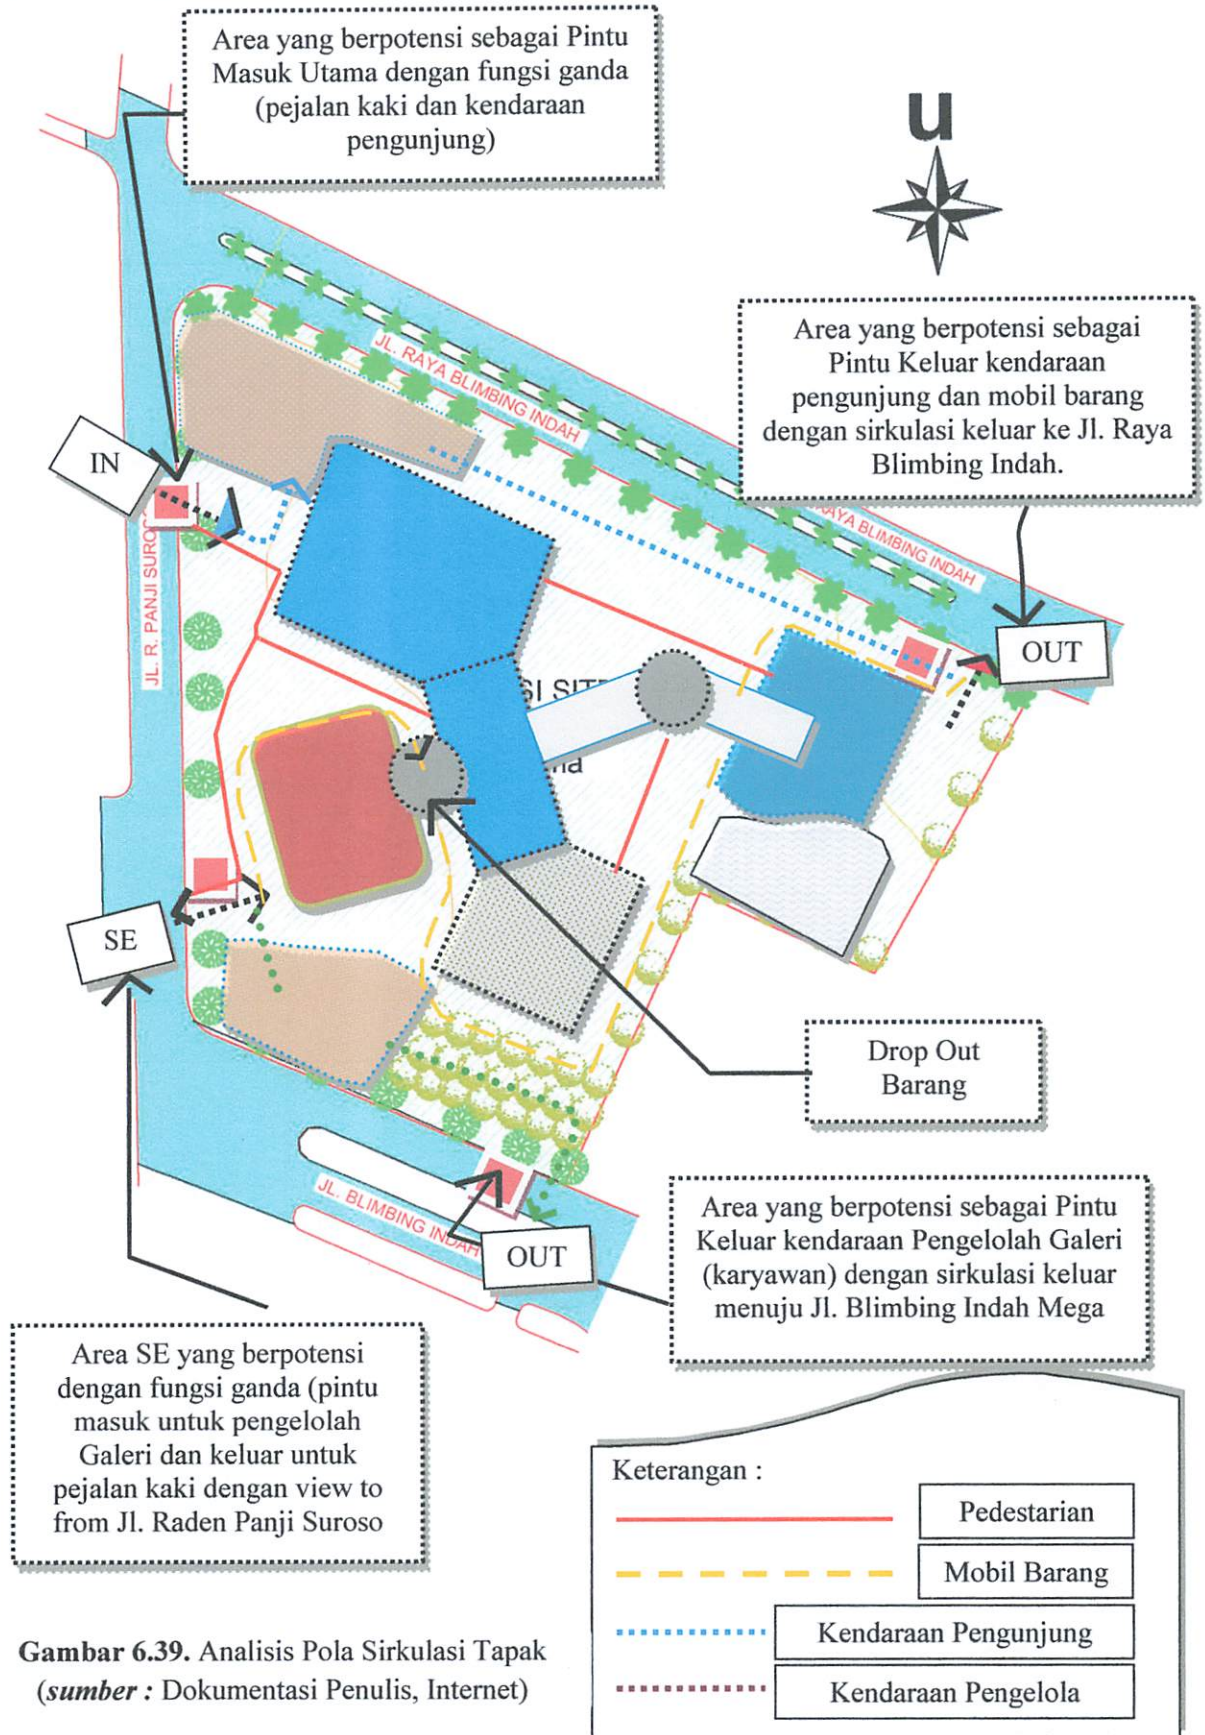 Area yang berpotensi sebagai Pintu
Masuk Utama dengan fungsi ganda
(pejalan kaki dan kendaraan
pengunjung)
u
Area yang berpotensi sebagai
Pintu Keluar kendaraan
pengunjung dan mobil barang
dengan sirkulasi keluar ke Jl. Raya
Blimbing Indah.
JL. RAYA BLIMBING INDAH
IN
RAYA BLIMBING INDAH
JL. R. PANJI SURO
OUT
SI SIT
na
SE
Drop Out
Barang
JL. BLIMBING INDAH
OUT
Area yang berpotensi sebagai Pintu
Keluar kendaraan Pengelolah Galeri
(karyawan) dengan sirkulasi keluar
menuju Jl. Blimbing Indah Mega
Area SE yang berpotensi
dengan fungsi ganda (pintu
masuk untuk pengelolah
Galeri dan keluar untuk
pejalan kaki dengan view to
from Jl. Raden Panji Suroso
Keterangan :
Pedestarian
Mobil Barang
Kendaraan Pengunjung
Kendaraan Pengelola
Gambar 6.39. Analisis Pola Sirkulasi Tapak
(sumber : Dokumentasi Penulis, Internet)